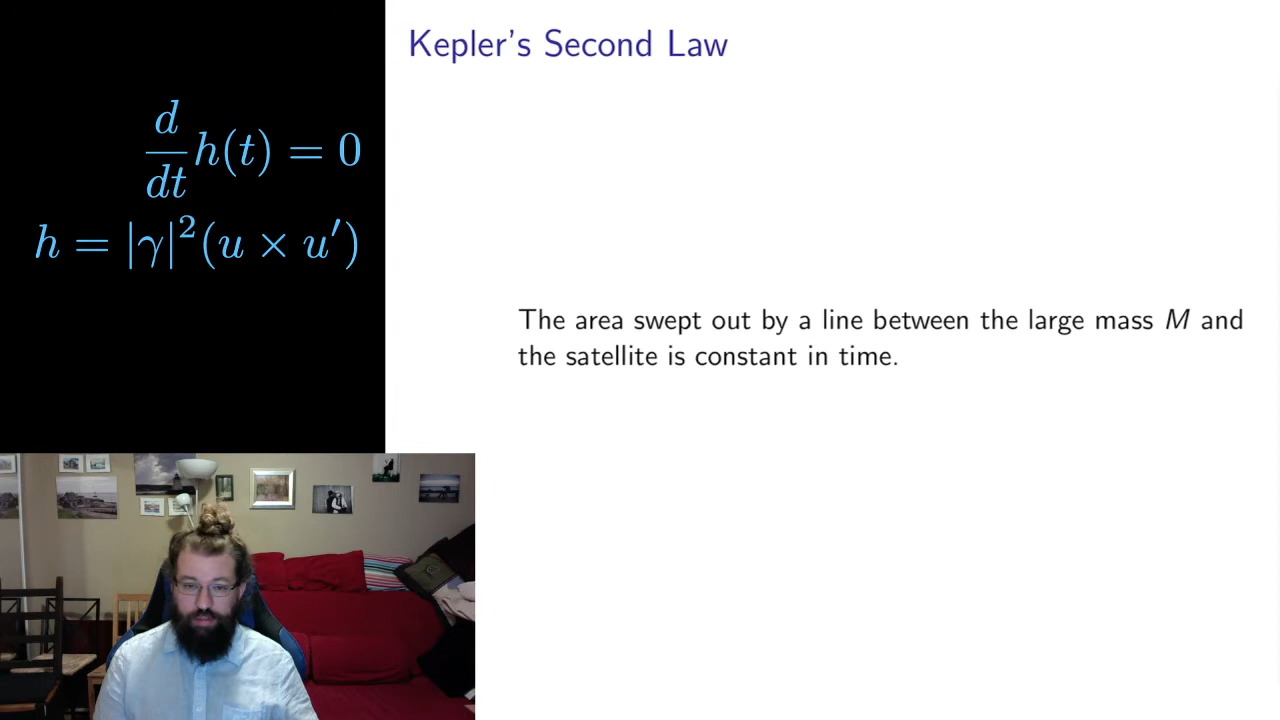 Kepler's Second Law
d/dt h(t) = 0
h = |γ|²(u × u′)
The area swept out by a line between the large mass M and
the satellite is constant in time.